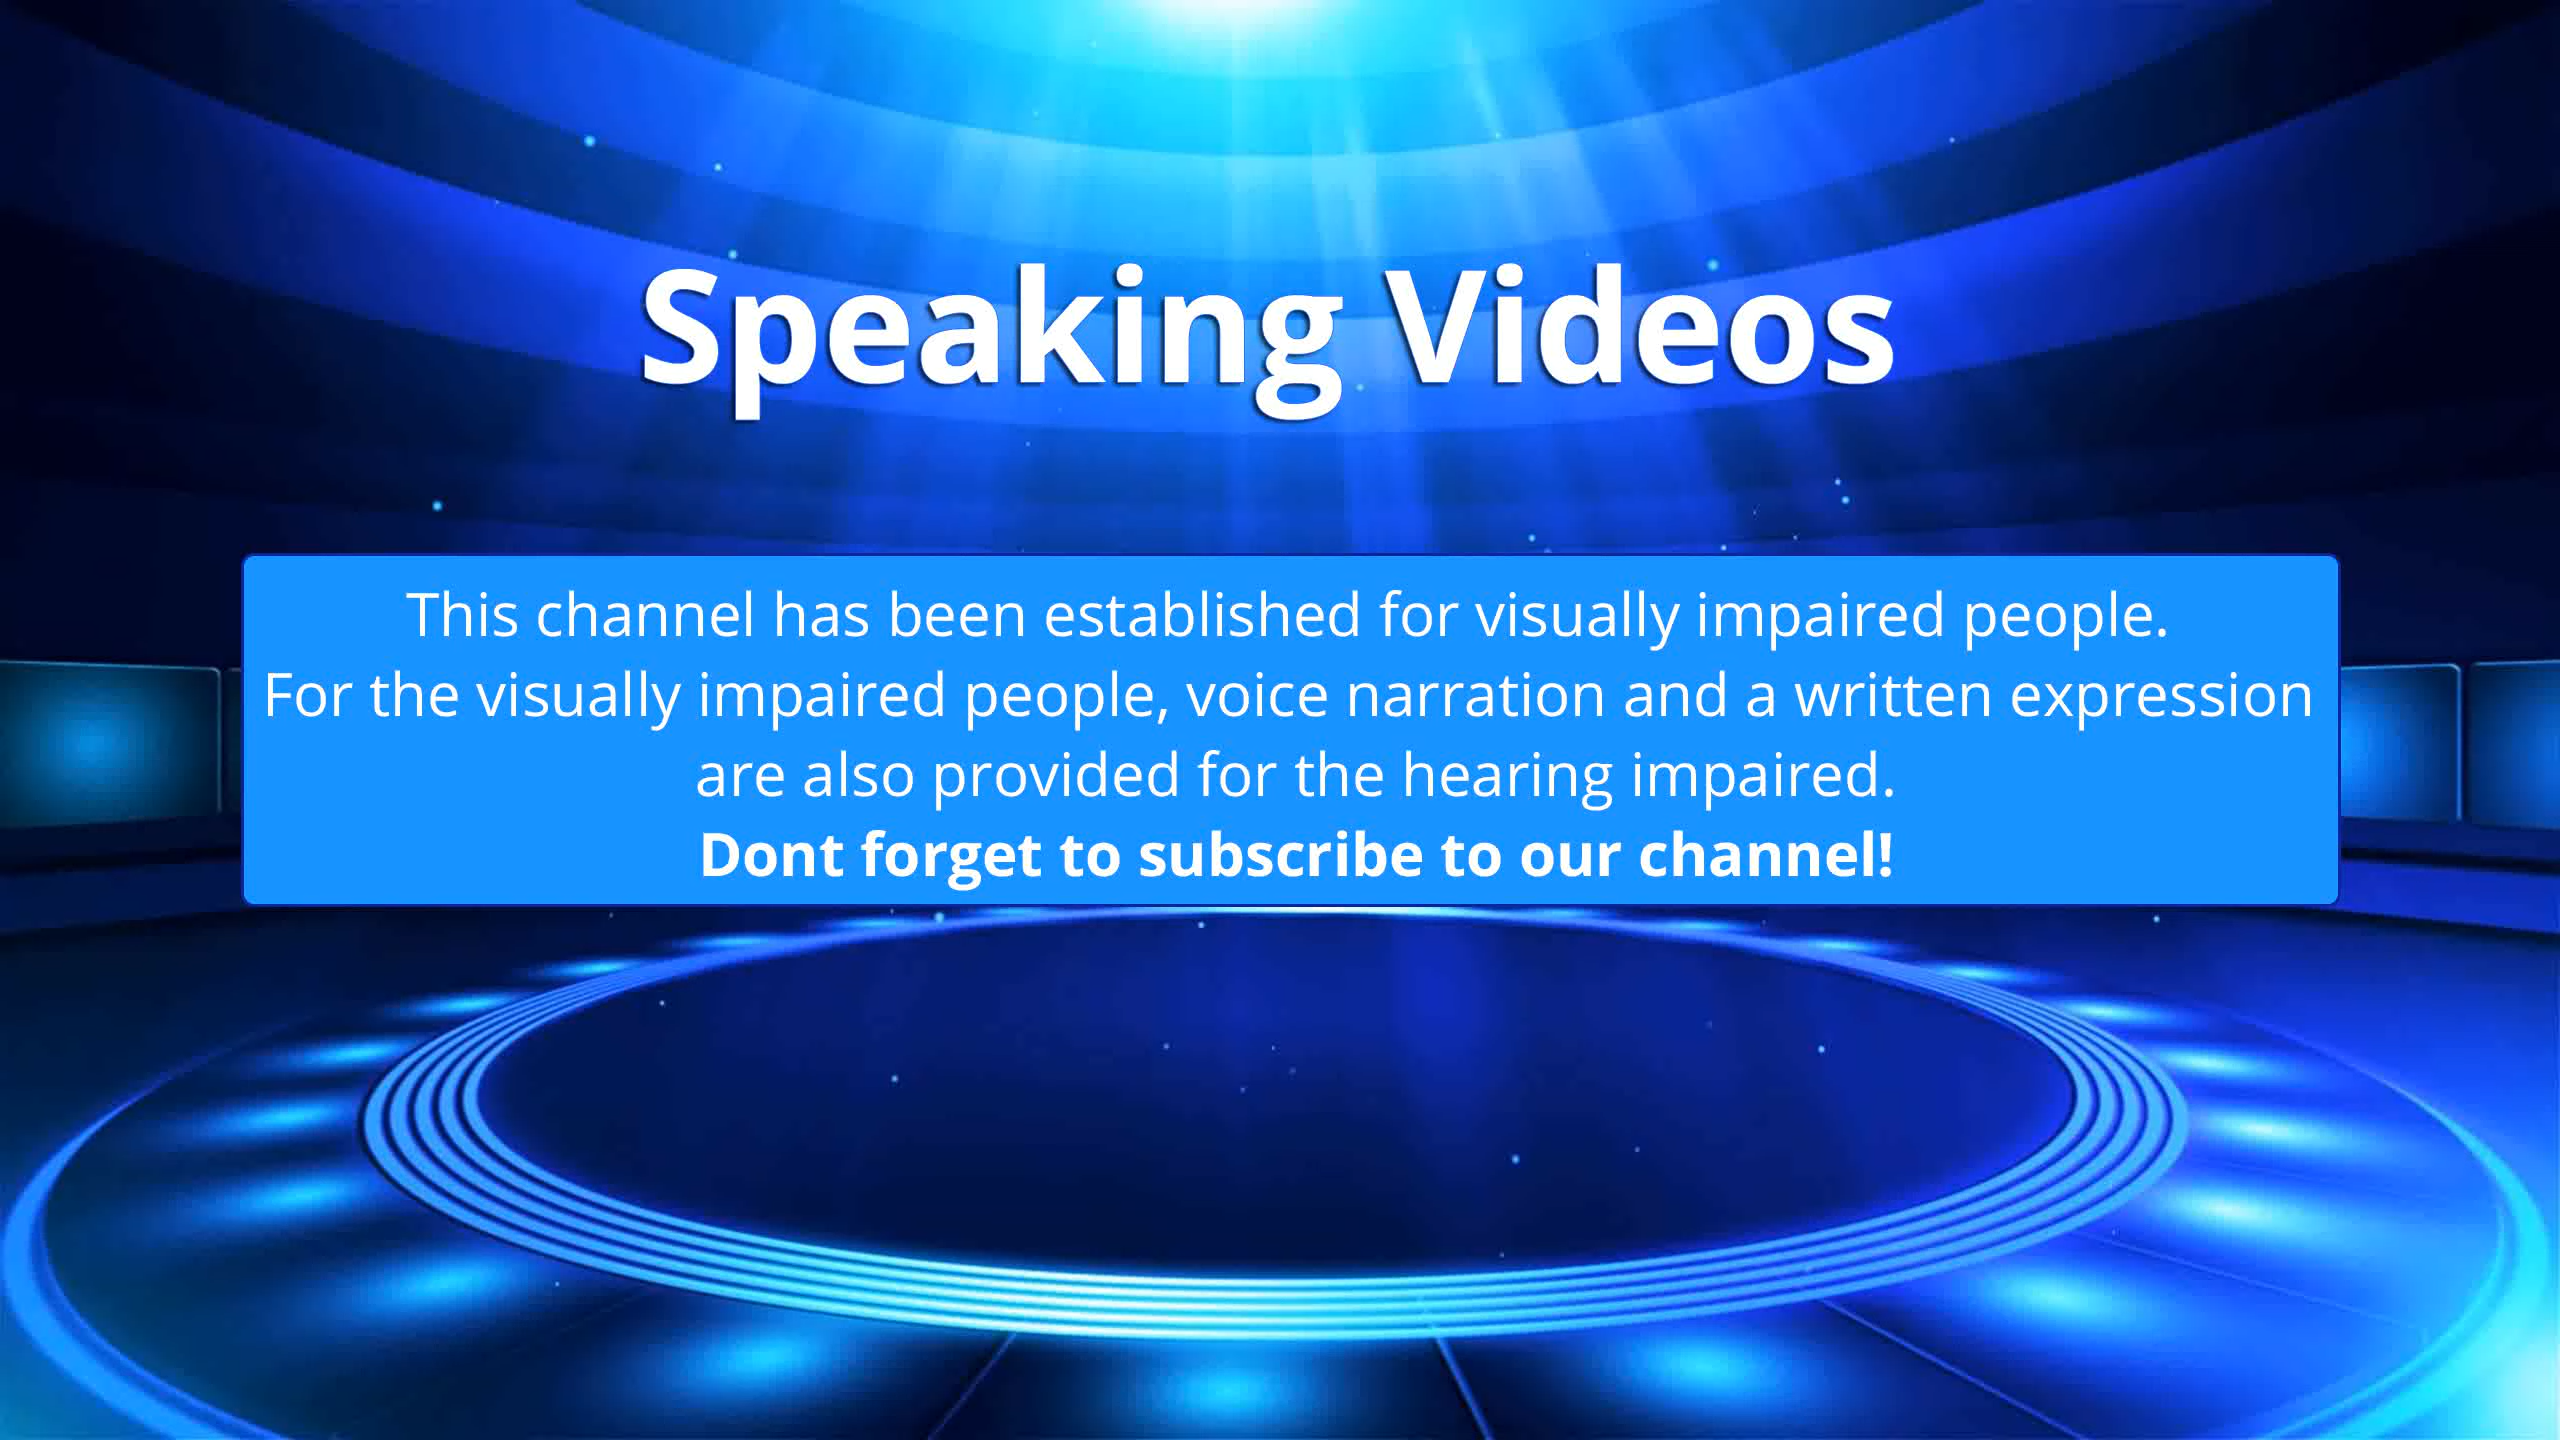 Speaking Videos
This channel has been established for visually impaired people.
For the visually impaired people, voice narration and a written expression
are also provided for the hearing impaired.
Dont forget to subscribe to our channel!